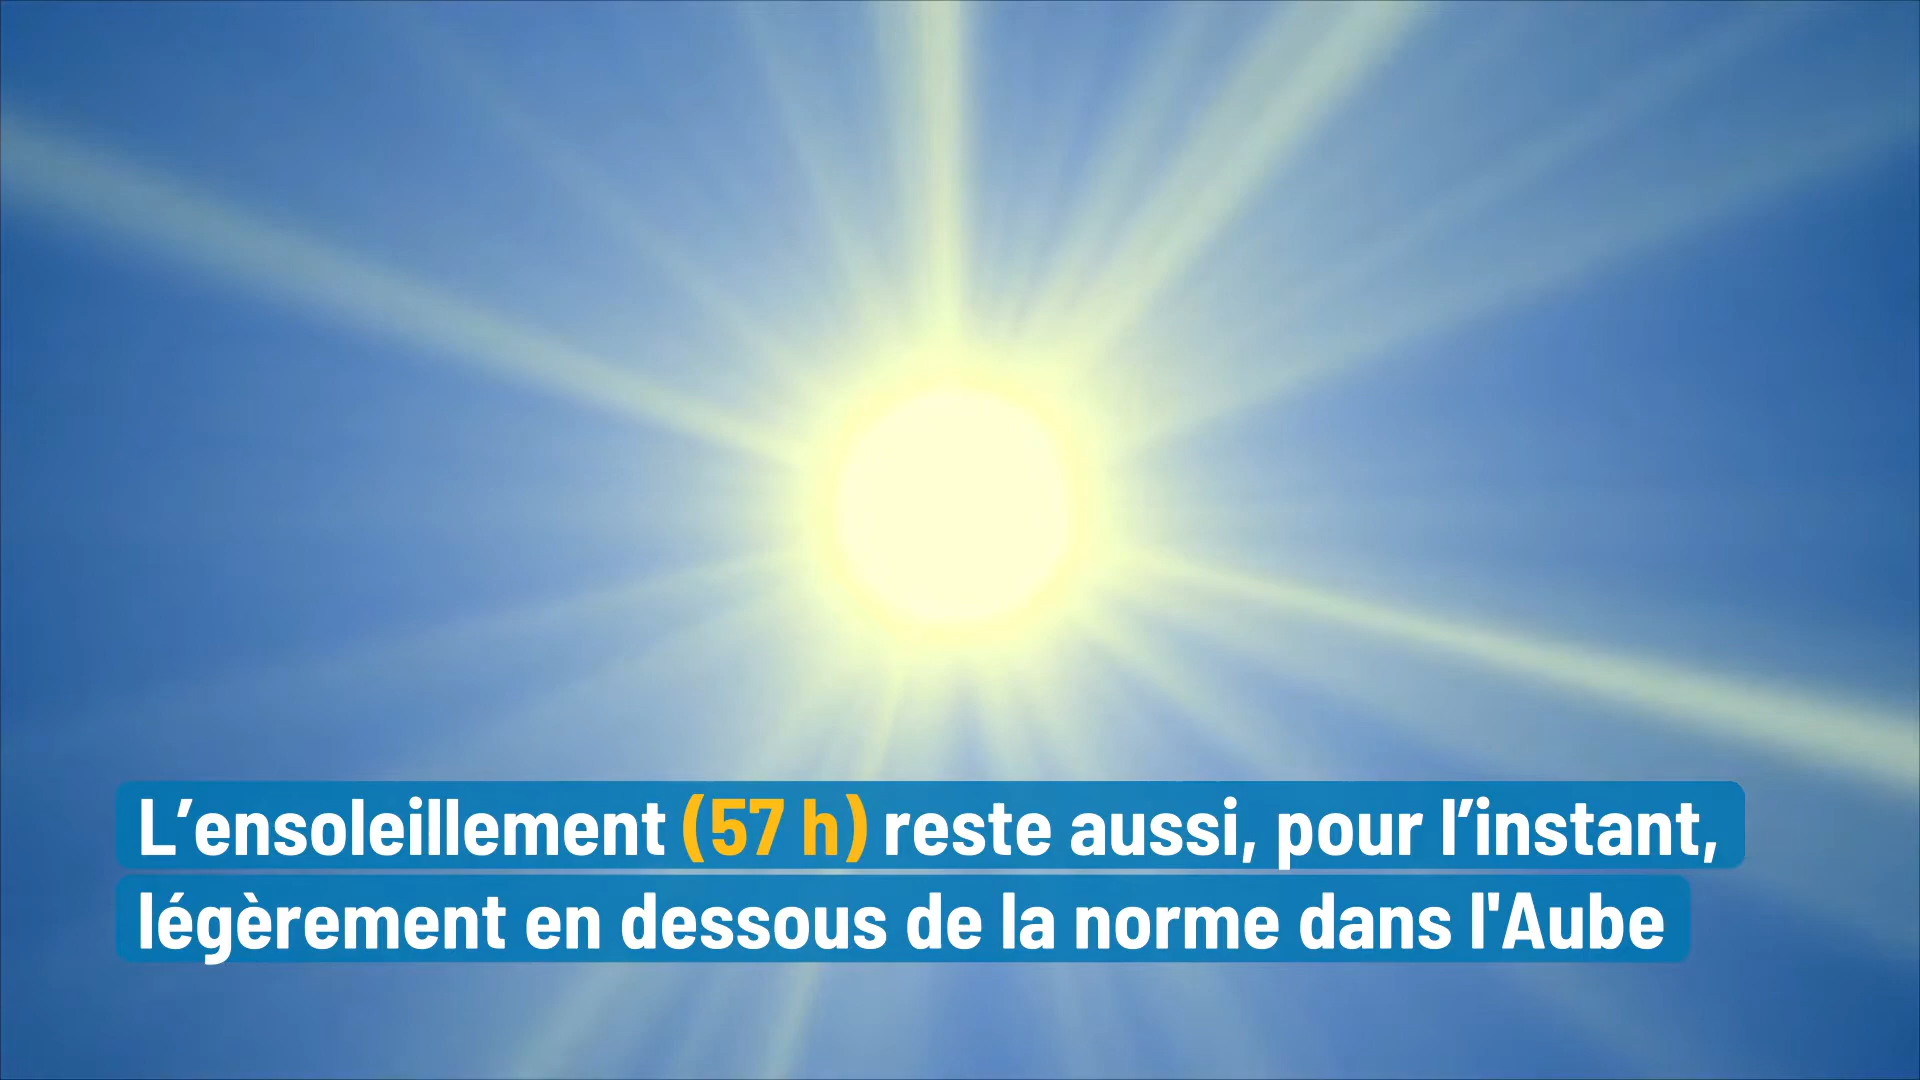 L’ensoleillement (57 h) reste aussi, pour l’instant,
légèrement en dessous de la norme dans l'Aube